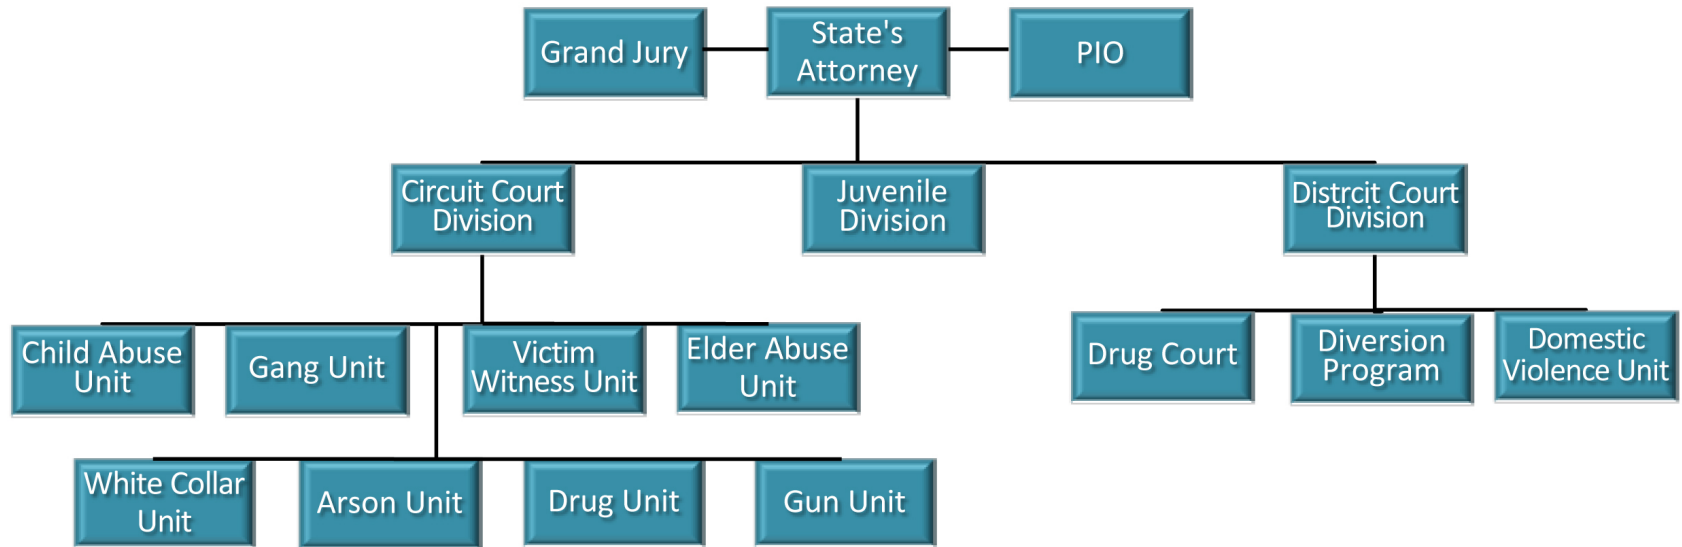 Grand Jury
State's
Attorney
PIO
Circuit Court
Division
Juvenile
Division
Distrcit Court
Division
Child Abuse
Unit
Gang Unit
Victim
Witness Unit
Elder Abuse
Unit
Drug Court
Diversion
Program
Domestic
Violence Unit
White Collar
Unit
Arson Unit
Drug Unit
Gun Unit